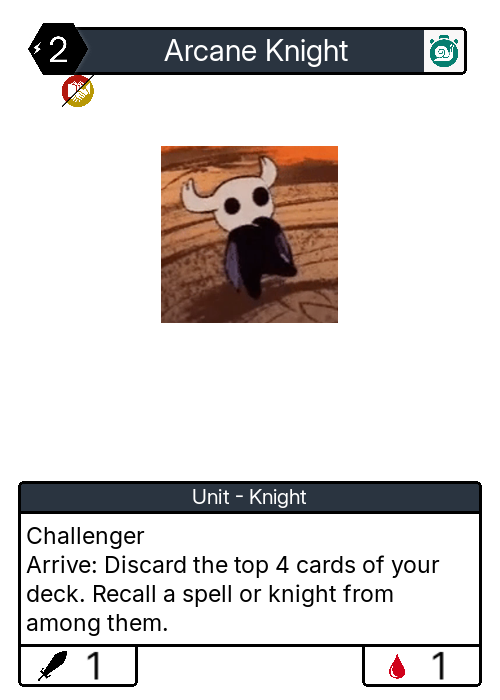 2
Arcane Knight
Unit - Knight
Challenger
Arrive: Discard the top 4 cards of your
deck. Recall a spell or knight from
among them.
1
1